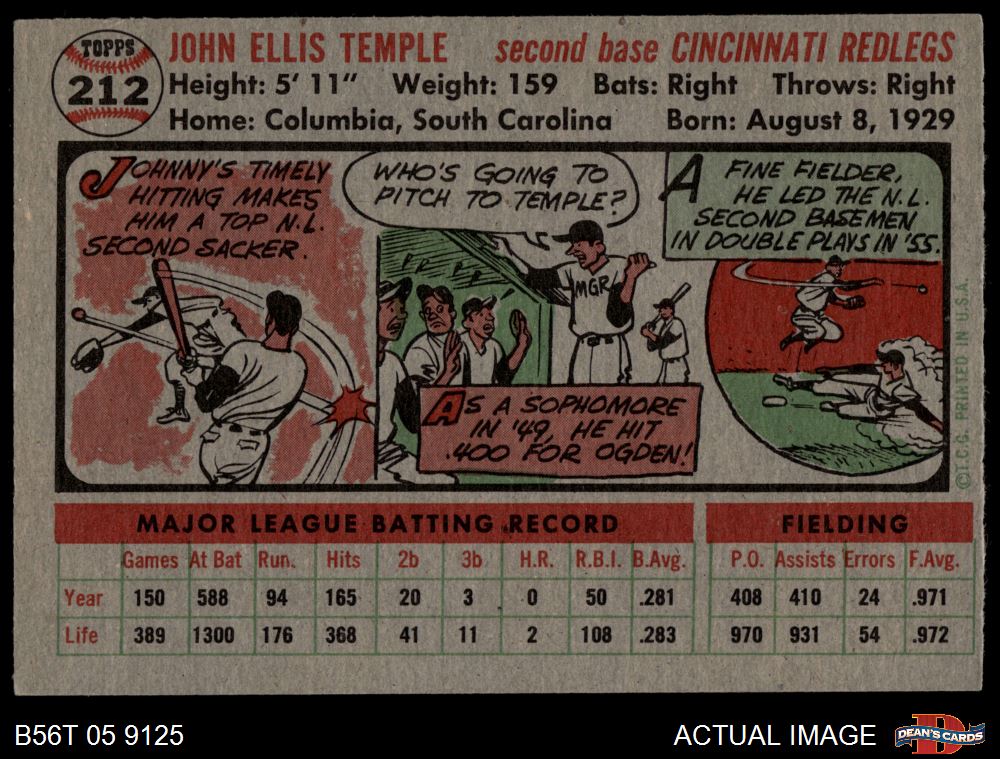 TOPPS
212
JOHN ELLIS TEMPLE second base CINCINNATI REDLEGS
Height: 5' 11" Weight: 159 Bats: Right Throws: Right
Home: Columbia, South Carolina Born: August 8, 1929
JOHNNY'S TIMELY
HITTING MAKES
HIM A TOP N.L.
SECOND SACKER.
WHO'S GOING TO
PITCH TO TEMPLE?
MGR
AS A SOPHOMORE
IN '49, HE HIT
.400 FOR OGDEN!
A FINE FIELDER,
HE LED THE N.L.
SECOND BASEMEN
IN DOUBLE PLAYS IN '55.
©T.C.G. PRINTED IN U.S.A.
MAJOR LEAGUE BATTING RECORD FIELDING
Games At Bat Run. Hits 2b 3b H.R. R.B.I. B.Avg. P.O. Assists Errors F.Avg.
Year 150 588 94 165 20 3 0 50 .281 408 410 24 .971
Life 389 1300 176 368 41 11 2 108 .283 970 931 54 .972
B56T 05 9125 ACTUAL IMAGE DEAN'S CARDS